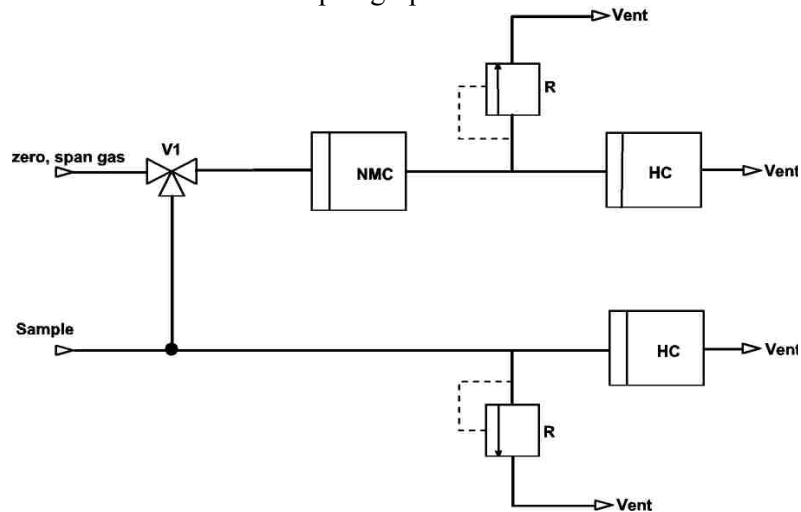 Vent
R
V1
zero, span gas
NMC
HC
Vent
Sample
HC
Vent
R
Vent